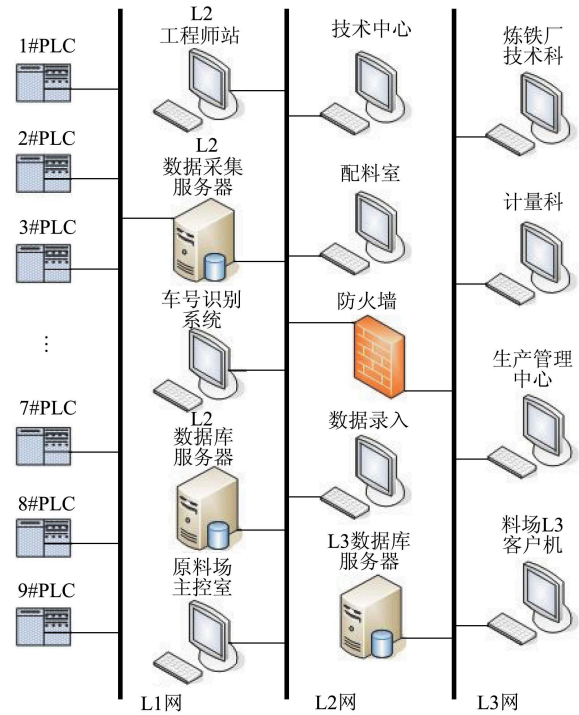 1#PLC
2#PLC
3#PLC
⋮
7#PLC
8#PLC
9#PLC
L2
工程师站
L2
数据采集
服务器
车号识别
系统
L2
数据库
服务器
原料场
主控室
技术中心
配料室
防火墙
数据录入
L3数据库
服务器
炼铁厂
技术科
计量科
生产管理
中心
料场L3
客户机
L1网
L2网
L3网